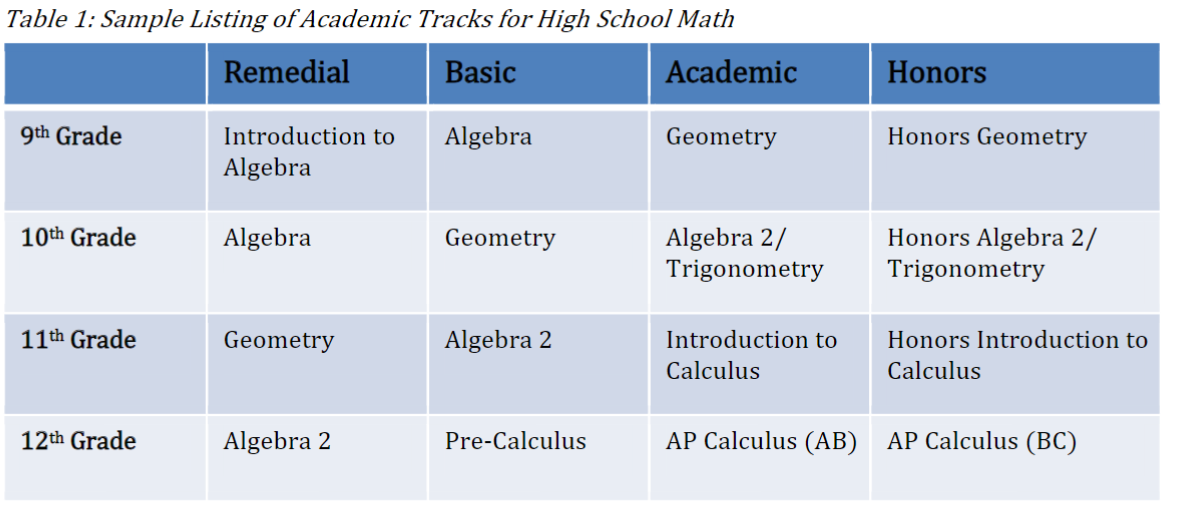 Table 1: Sample Listing of Academic Tracks for High School Math
Remedial Basic Academic Honors
9th Grade Introduction to Algebra Algebra Geometry Honors Geometry
10th Grade Algebra Geometry Algebra 2/ Trigonometry Honors Algebra 2/ Trigonometry
11th Grade Geometry Algebra 2 Introduction to Calculus Honors Introduction to Calculus
12th Grade Algebra 2 Pre-Calculus AP Calculus (AB) AP Calculus (BC)